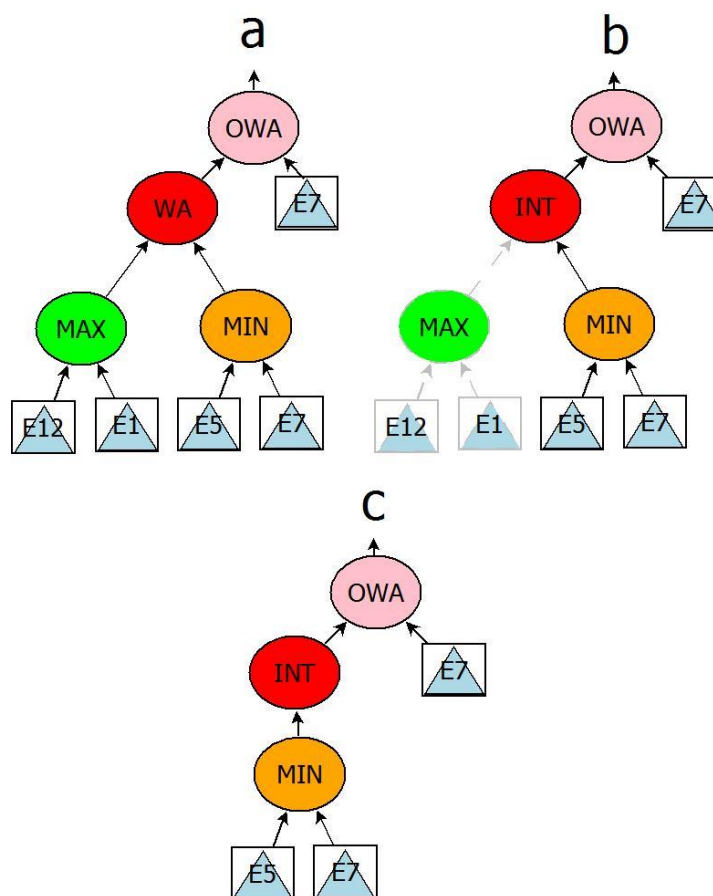 a b
OWA OWA
WA E7 INT E7
MAX MIN MAX MIN
E12 E1 E5 E7 E12 E1 E5 E7
c
OWA
INT E7
MIN
E5 E7